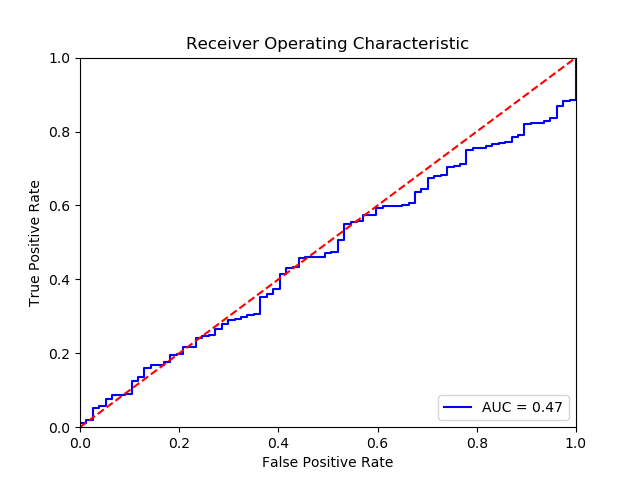 Receiver Operating Characteristic
1.0
0.8
0.6
0.4
0.2
0.0
True Positive Rate
AUC = 0.47
0.0 0.2 0.4 0.6 0.8 1.0
False Positive Rate